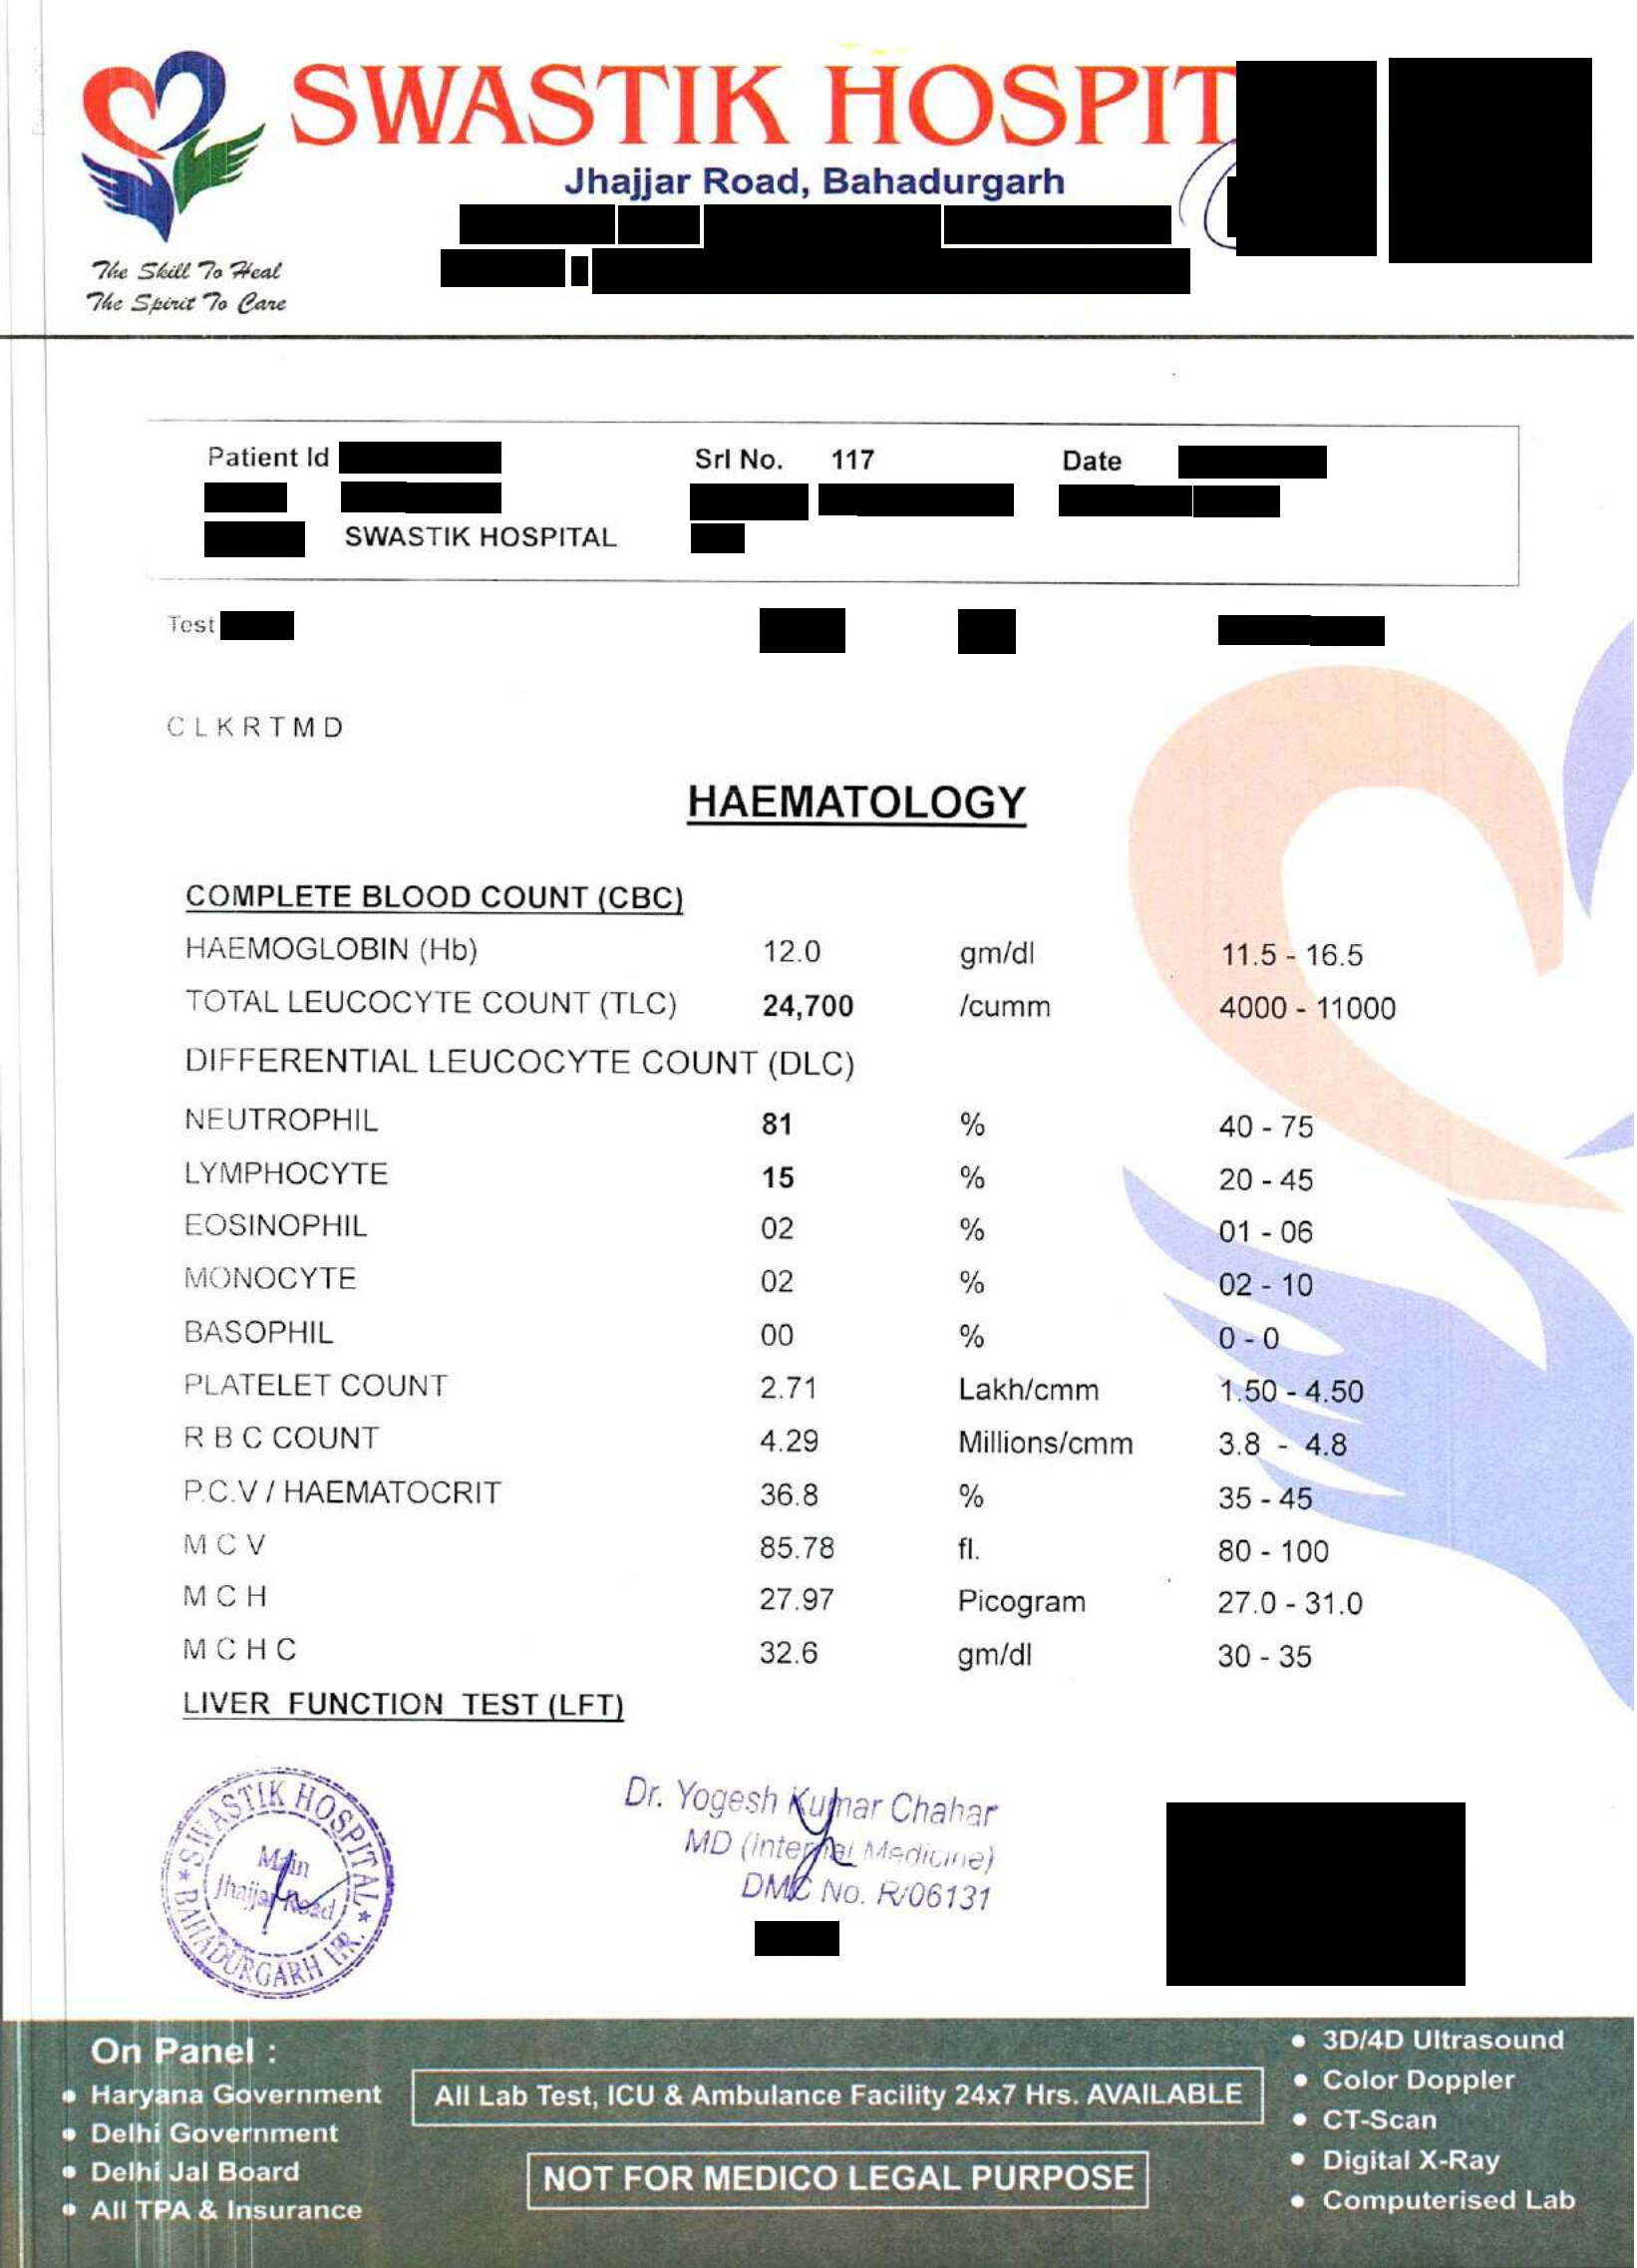 SWASTIK HOSPIT
Jhajjar Road, Bahadurgarh
The Skill To Heal
The Spirit To Care
Patient Id Srl No. 117 Date
SWASTIK HOSPITAL
Test
CLKRTMD
HAEMATOLOGY
COMPLETE BLOOD COUNT (CBC)
HAEMOGLOBIN (Hb) 12.0 gm/dl 11.5 - 16.5
TOTAL LEUCOCYTE COUNT (TLC) 24,700 /cumm 4000 - 11000
DIFFERENTIAL LEUCOCYTE COUNT (DLC)
NEUTROPHIL 81 % 40 - 75
LYMPHOCYTE 15 % 20 - 45
EOSINOPHIL 02 % 01 - 06
MONOCYTE 02 % 02 - 10
BASOPHIL 00 % 0 - 0
PLATELET COUNT 2.71 Lakh/cmm 1.50 - 4.50
R B C COUNT 4.29 Millions/cmm 3.8 - 4.8
P.C.V / HAEMATOCRIT 36.8 % 35 - 45
M C V 85.78 fl. 80 - 100
M C H 27.97 Picogram 27.0 - 31.0
M C H C 32.6 gm/dl 30 - 35
LIVER FUNCTION TEST (LFT)
SWASTIK HOSPITAL
Main
Jhajjar Road
BAHADURGARH HR.
Dr. Yogesh Kumar Chahar
MD (Internal Medicine)
DMC No. R/06131
On Panel :
• Haryana Government
• Delhi Government
• Delhi Jal Board
• All TPA & Insurance
All Lab Test, ICU & Ambulance Facility 24x7 Hrs. AVAILABLE
NOT FOR MEDICO LEGAL PURPOSE
• 3D/4D Ultrasound
• Color Doppler
• CT-Scan
• Digital X-Ray
• Computerised Lab